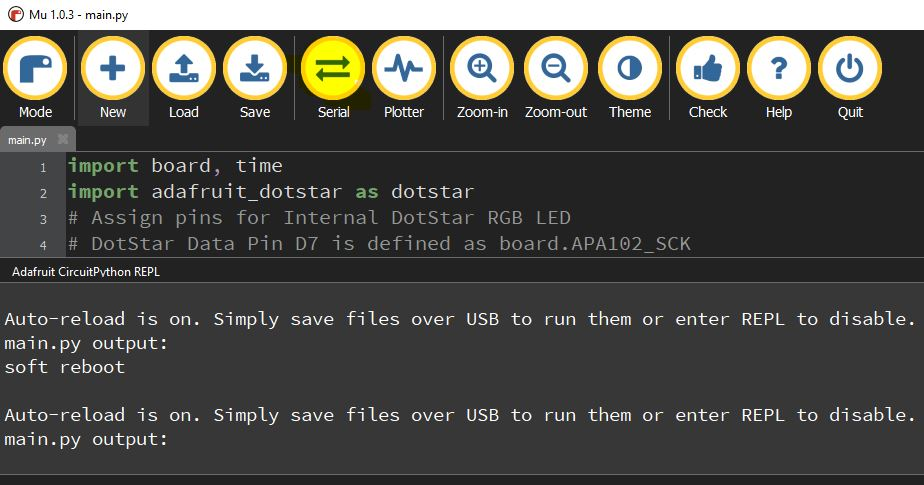 Mu 1.0.3 - main.py
Mode New Load Save Serial Plotter Zoom-in Zoom-out Theme Check Help Quit
main.py
1 import board, time
2 import adafruit_dotstar as dotstar
3 # Assign pins for Internal DotStar RGB LED
4 # DotStar Data Pin D7 is defined as board.APA102_SCK
Adafruit CircuitPython REPL
Auto-reload is on. Simply save files over USB to run them or enter REPL to disable.
main.py output:
soft reboot
Auto-reload is on. Simply save files over USB to run them or enter REPL to disable.
main.py output: